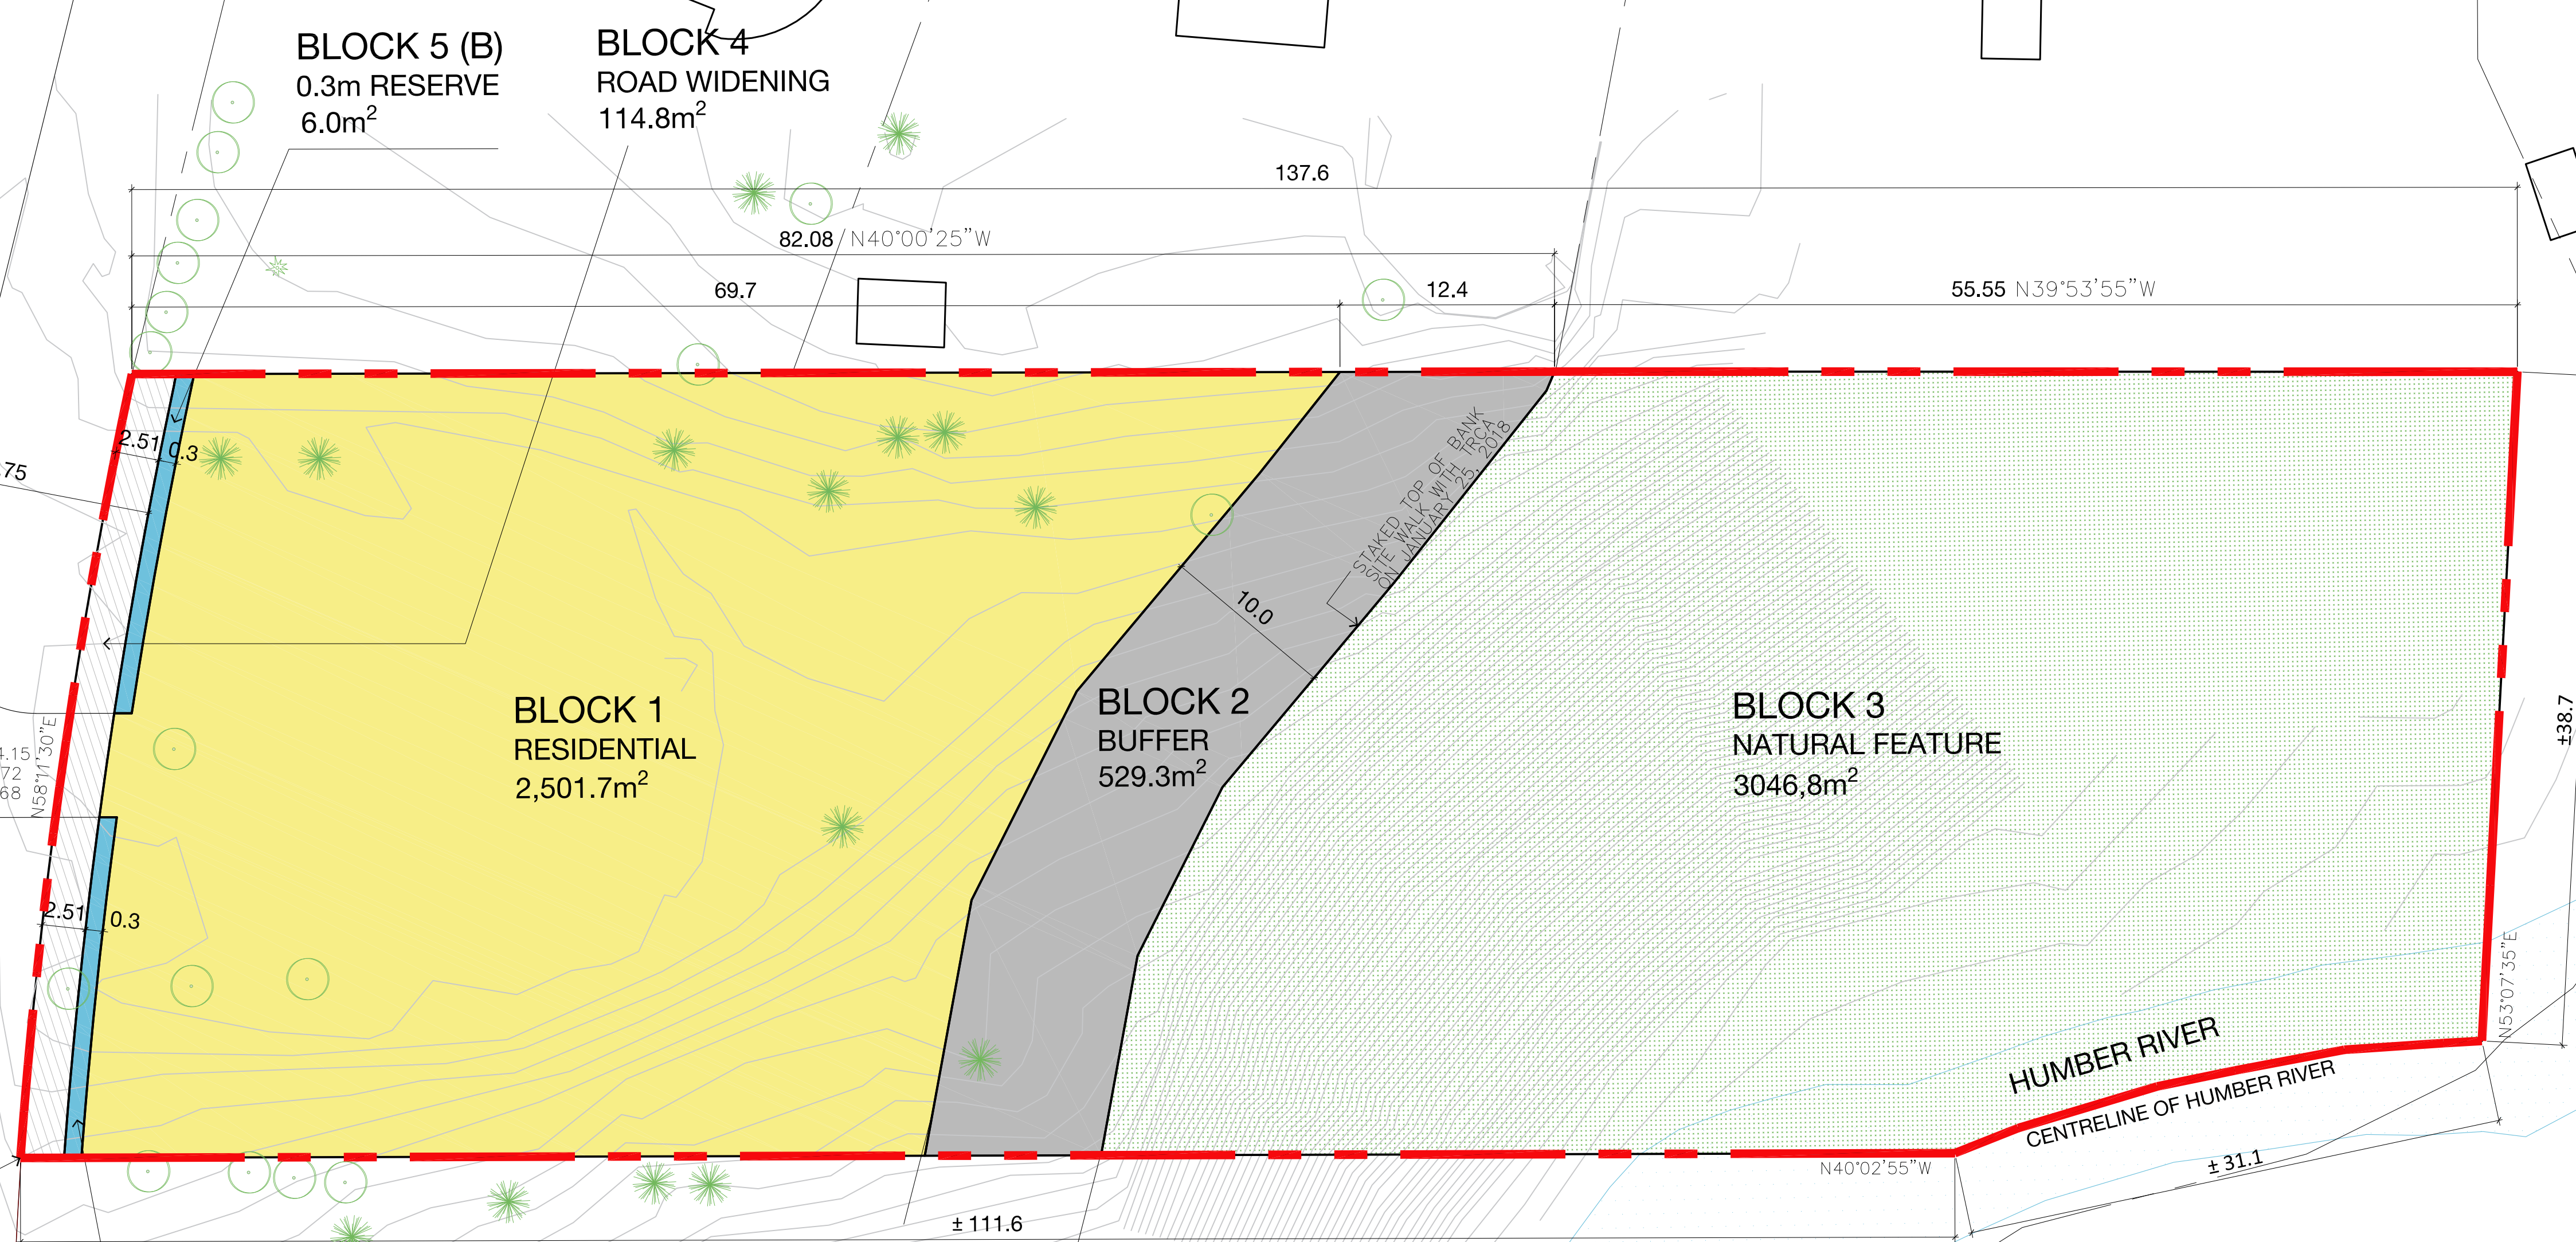 BLOCK 5 (B)
0.3m RESERVE
6.0m²
BLOCK 4
ROAD WIDENING
114.8m²
137.6
82.08 N40°00'25"W
69.7
12.4
55.55 N39°53'55"W
2.51
0.3
.75
STAKED TOP OF BANK
SITE WALK WITH TRCA
ON JANUARY 25, 2018
10.0
BLOCK 1
RESIDENTIAL
2,501.7m²
BLOCK 2
BUFFER
529.3m²
BLOCK 3
NATURAL FEATURE
3046,8m²
±38.7
N58°11'30"E
4.15
72
68
2.51
0.3
N53°07'35"E
HUMBER RIVER
CENTRELINE OF HUMBER RIVER
N40°02'55"W
± 31.1
± 111.6